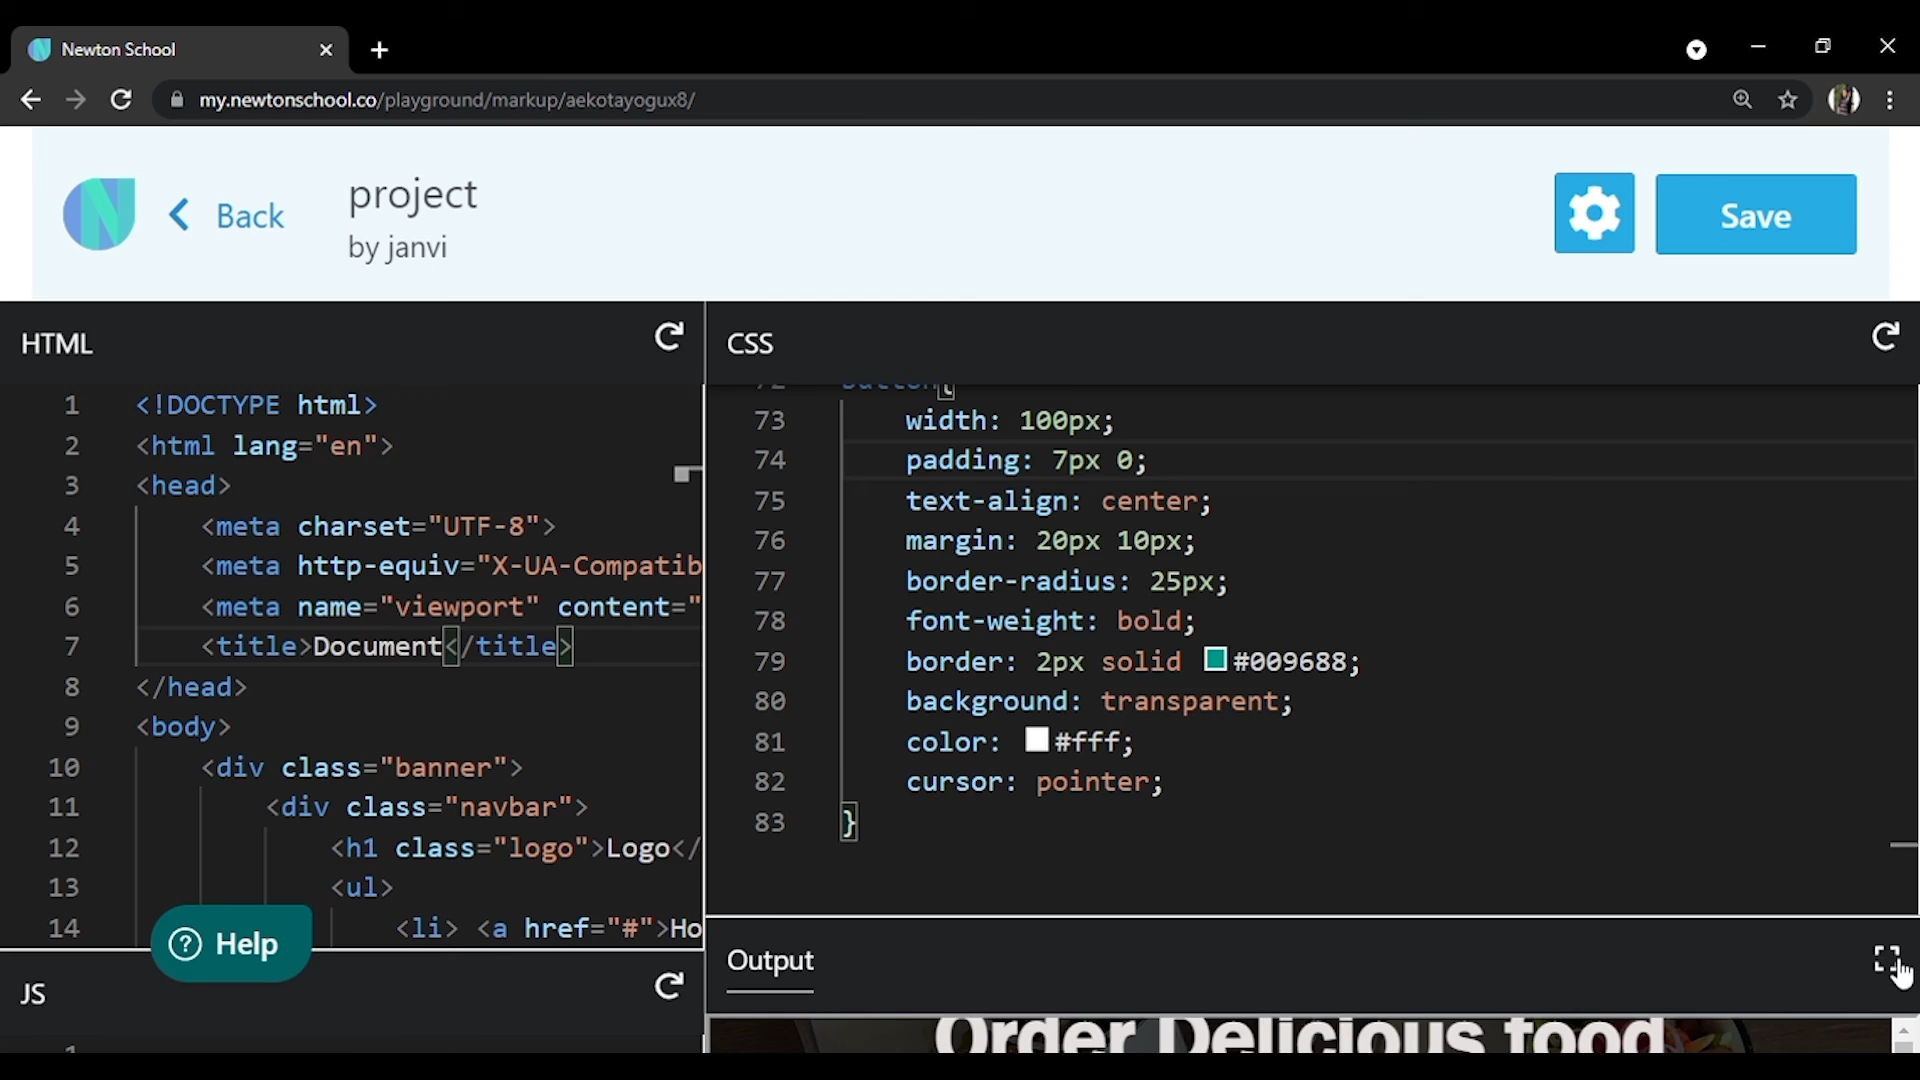 Newton School
my.newtonschool.co/playground/markup/aekotayogux8/
Back
project
by janvi
Save
HTML
1 <!DOCTYPE html>
2 <html lang="en">
3 <head>
4 <meta charset="UTF-8">
5 <meta http-equiv="X-UA-Compatib
6 <meta name="viewport" content="
7 <title>Document</title>
8 </head>
9 <body>
10 <div class="banner">
11 <div class="navbar">
12 <h1 class="logo">Logo</
13 <ul>
14 <li> <a href="#">Ho
Help
JS
CSS
73 width: 100px;
74 padding: 7px 0;
75 text-align: center;
76 margin: 20px 10px;
77 border-radius: 25px;
78 font-weight: bold;
79 border: 2px solid #009688;
80 background: transparent;
81 color: #fff;
82 cursor: pointer;
83 }
Output
Order Delicious food